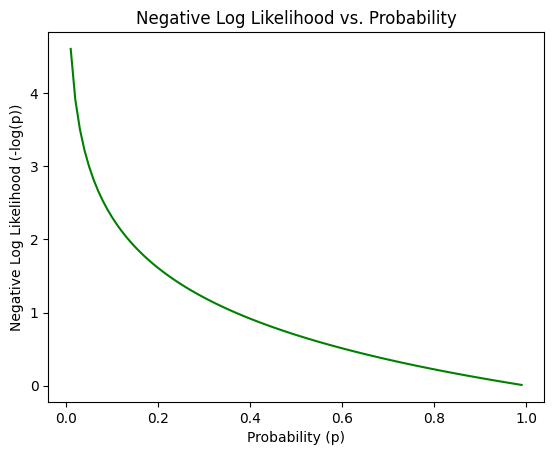 Negative Log Likelihood vs. Probability
Negative Log Likelihood (-log(p))
4
3
2
1
0
0.0 0.2 0.4 0.6 0.8 1.0
Probability (p)